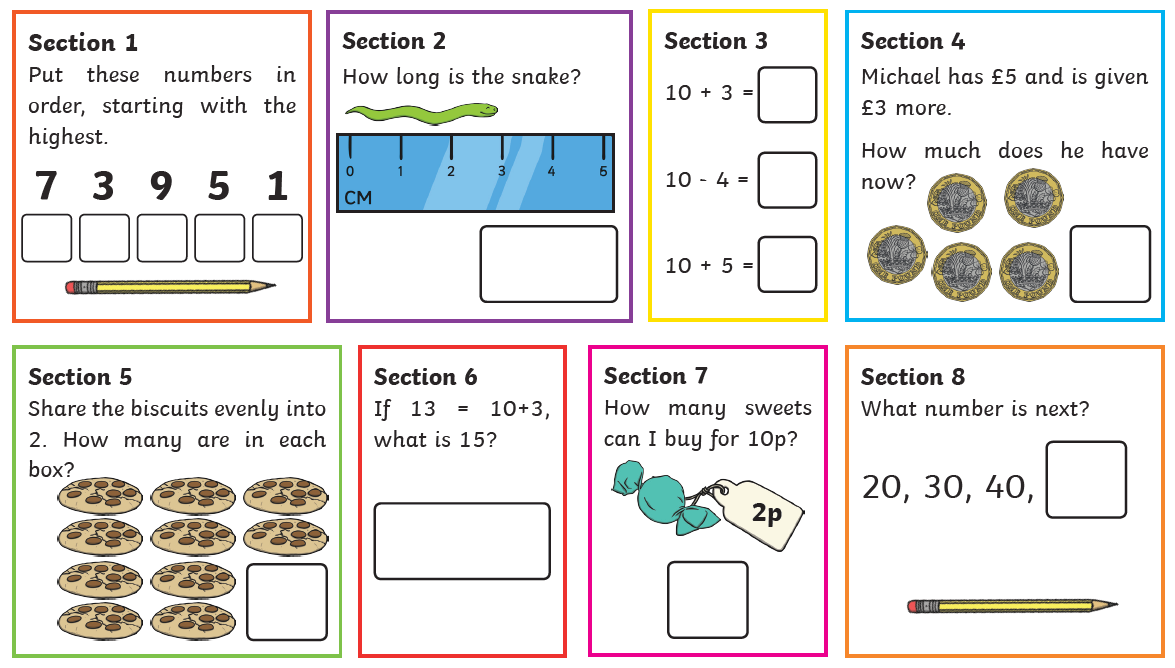 Section 1
Put these numbers in
order, starting with the
highest.
7 3 9 5 1
Section 2
How long is the snake?
0 1 2 3 4 5
CM
Section 3
10 + 3 =
10 - 4 =
10 + 5 =
Section 4
Michael has £5 and is given
£3 more.
How much does he have
now?
Section 5
Share the biscuits evenly into
2. How many are in each
box?
Section 6
If 13 = 10+3,
what is 15?
Section 7
How many sweets
can I buy for 10p?
2p
Section 8
What number is next?
20, 30, 40,